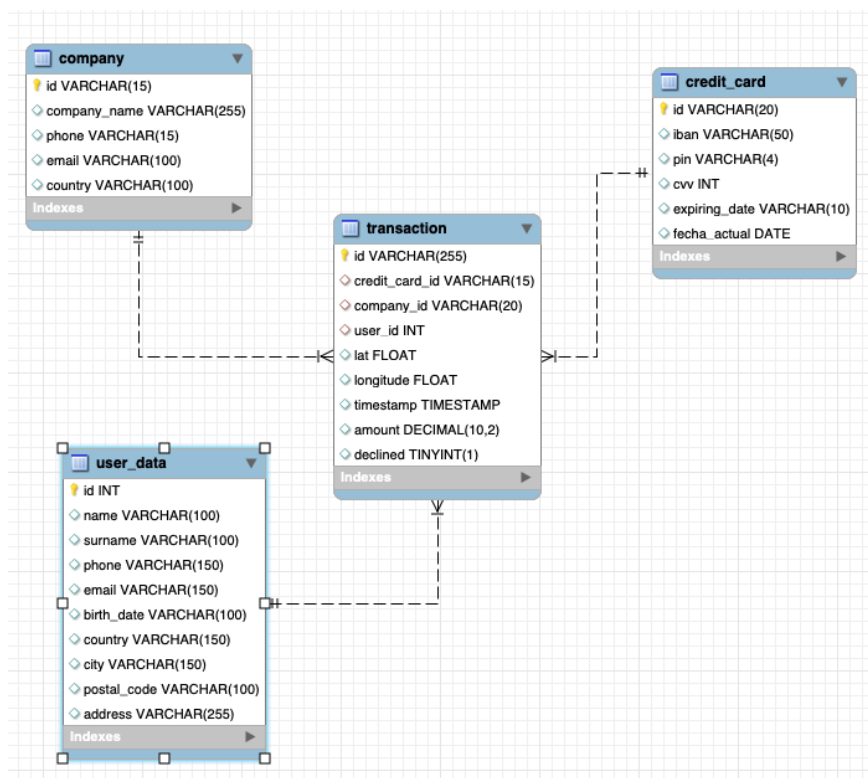 company
id VARCHAR(15)
company_name VARCHAR(255)
phone VARCHAR(15)
email VARCHAR(100)
country VARCHAR(100)
Indexes
credit_card
id VARCHAR(20)
iban VARCHAR(50)
pin VARCHAR(4)
cvv INT
expiring_date VARCHAR(10)
fecha_actual DATE
Indexes
transaction
id VARCHAR(255)
credit_card_id VARCHAR(15)
company_id VARCHAR(20)
user_id INT
lat FLOAT
longitude FLOAT
timestamp TIMESTAMP
amount DECIMAL(10,2)
declined TINYINT(1)
Indexes
user_data
id INT
name VARCHAR(100)
surname VARCHAR(100)
phone VARCHAR(150)
email VARCHAR(150)
birth_date VARCHAR(100)
country VARCHAR(150)
city VARCHAR(150)
postal_code VARCHAR(100)
address VARCHAR(255)
Indexes